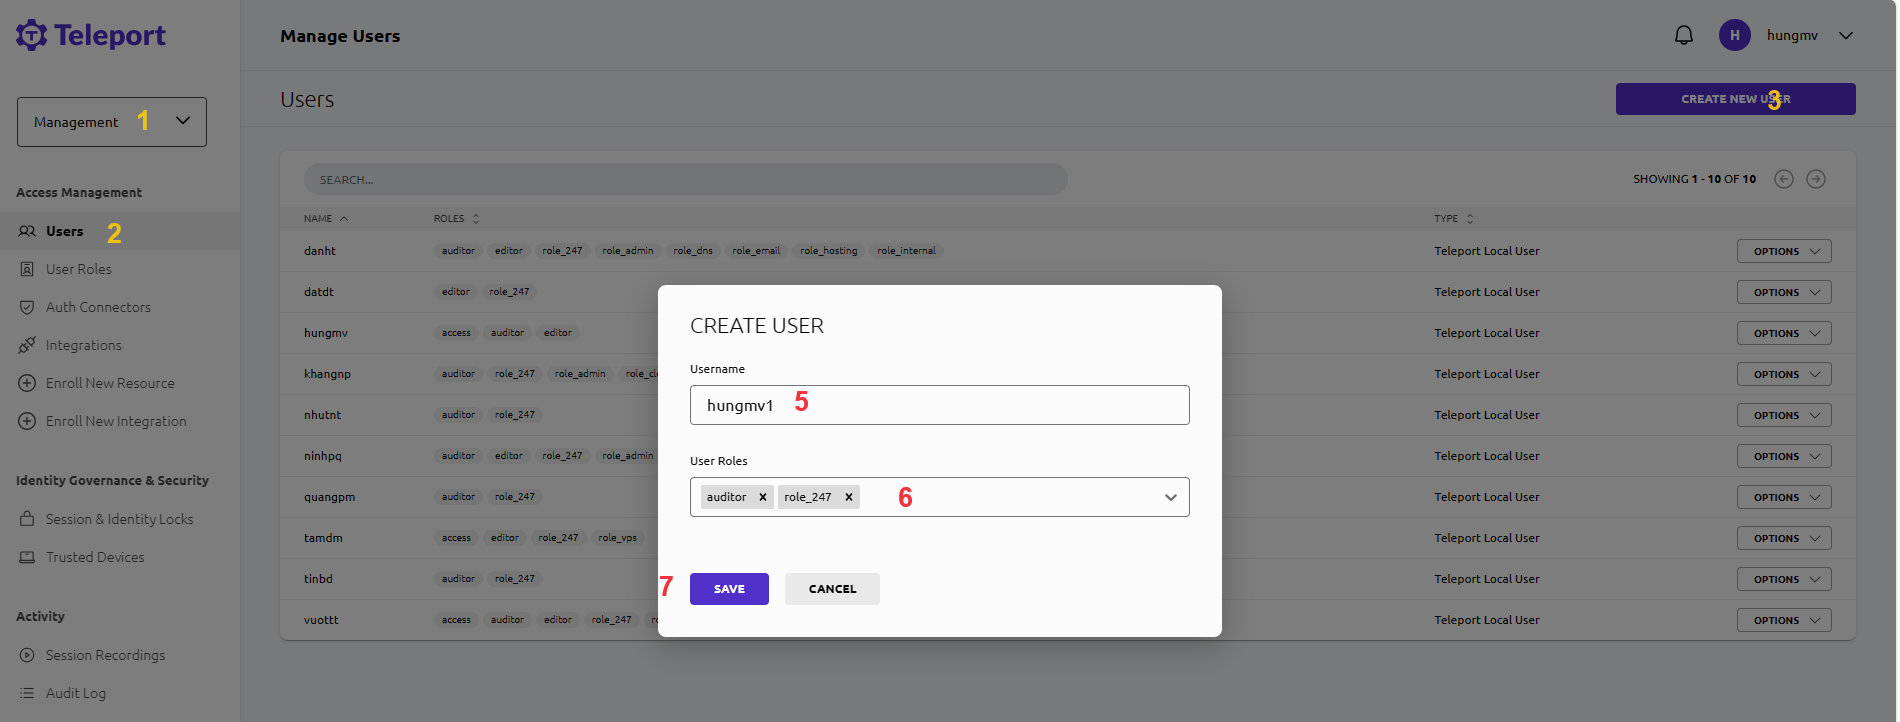 Teleport
Manage Users
H hungmv
Management 1
Users
CREATE NEW USER 3
Access Management
Users 2
User Roles
Auth Connectors
Integrations
Enroll New Resource
Enroll New Integration
Identity Governance & Security
Session & Identity Locks
Trusted Devices
Activity
Session Recordings
Audit Log
SEARCH...
SHOWING 1 - 10 OF 10
NAME ROLES TYPE
danht auditor editor role_247 role_admin role_dns role_email role_hosting role_internal Teleport Local User OPTIONS
datdt editor role_247 Teleport Local User OPTIONS
hungmv access auditor editor Teleport Local User OPTIONS
khangnp auditor role_247 role_admin Teleport Local User OPTIONS
nhutnt auditor role_247 Teleport Local User OPTIONS
ninhpq auditor editor role_247 role_admin Teleport Local User OPTIONS
quangpm auditor role_247 Teleport Local User OPTIONS
tamdm access editor role_247 role_vps Teleport Local User OPTIONS
tinbd auditor role_247 Teleport Local User OPTIONS
vuottt access auditor editor role_247 Teleport Local User OPTIONS
CREATE USER
Username
hungmv1 5
User Roles
auditor x role_247 x 6
7 SAVE CANCEL